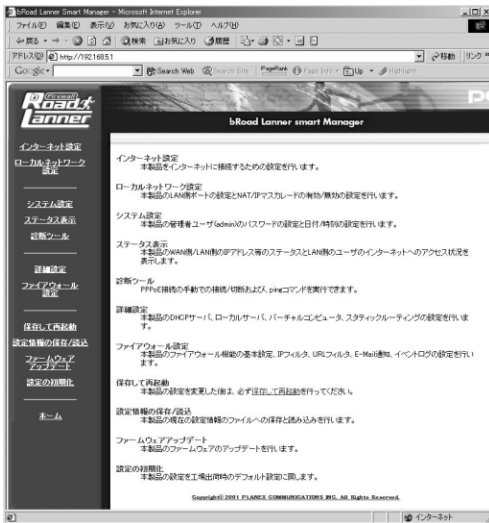 bRoad Lanner Smart Manager - Microsoft Internet Explorer
ファイル(F) 編集(E) 表示(V) お気に入り(A) ツール(T) ヘルプ(H)
戻る 検索 お気に入り 履歴
アドレス(D) http://192.168.5.1 移動 リンク
Google Search Web Search Site PageRank Page Info Up Highlight
Firewall
Road
Lanner
bRoad Lanner smart Manager
インターネット設定
ローカルネットワーク
設定
システム設定
ステータス表示
診断ツール
詳細設定
ファイアウォール
設定
保存して再起動
設定情報の保存/読込
ファームウェア
アップデート
設定の初期化
ホーム
インターネット設定
本製品をインターネットに接続するための設定を行います。
ローカルネットワーク設定
本製品のLAN側ポートの設定とNAT/IPマスカレードの有効/無効の設定を行います。
システム設定
本製品の管理者ユーザ(admin)のパスワードの設定と日付/時刻の設定を行います。
ステータス表示
本製品のWAN側/LAN側のIPアドレス等のステータスとLAN側のユーザのインターネットへのアクセス状況を
表示します。
診断ツール
PPPoE接続の手動での接続/切断および、pingコマンドを実行できます。
詳細設定
本製品のDHCPサーバ、ローカルサーバ、バーチャルコンピュータ、スタティックルーティングの設定を行いま
す。
ファイアウォール設定
本製品のファイアウォール機能の基本設定、IPフィルタ、URLフィルタ、E-Mail通知、イベントログの設定を行い
ます。
保存して再起動
本製品の設定を変更した後は、必ず保存して再起動を行ってください。
設定情報の保存/読込
本製品の現在の設定情報のファイルへの保存と読み込みを行います。
ファームウェアアップデート
本製品のファームウェアのアップデートを行います。
設定の初期化
本製品の設定を工場出荷時のデフォルト設定に戻します。
Copyright© 2001 PLANEX COMMUNICATIONS INC. All Rights Reserved.
インターネット